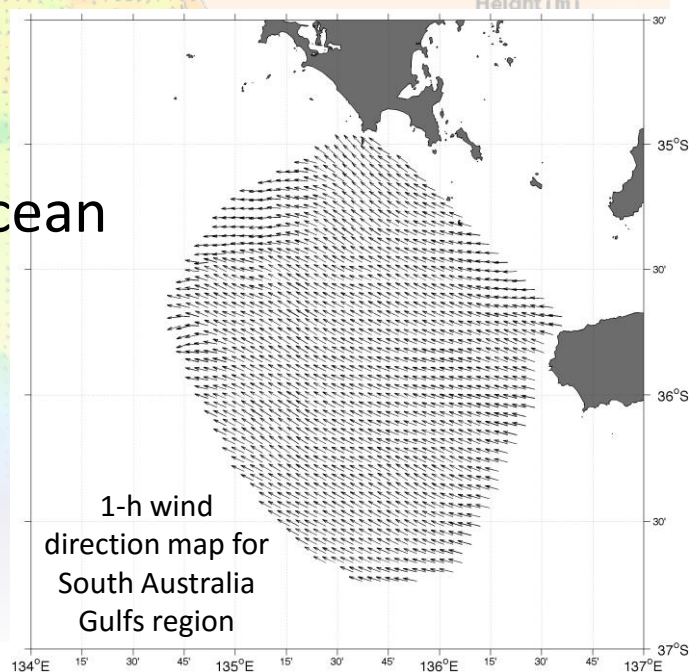 Height (m)
30'
35°S
cean
30'
36°S
1-h wind
direction map for
South Australia
Gulfs region
30'
37°S
134°E 15' 30' 45' 135°E 15' 30' 45' 136°E 15' 30' 45' 137°E